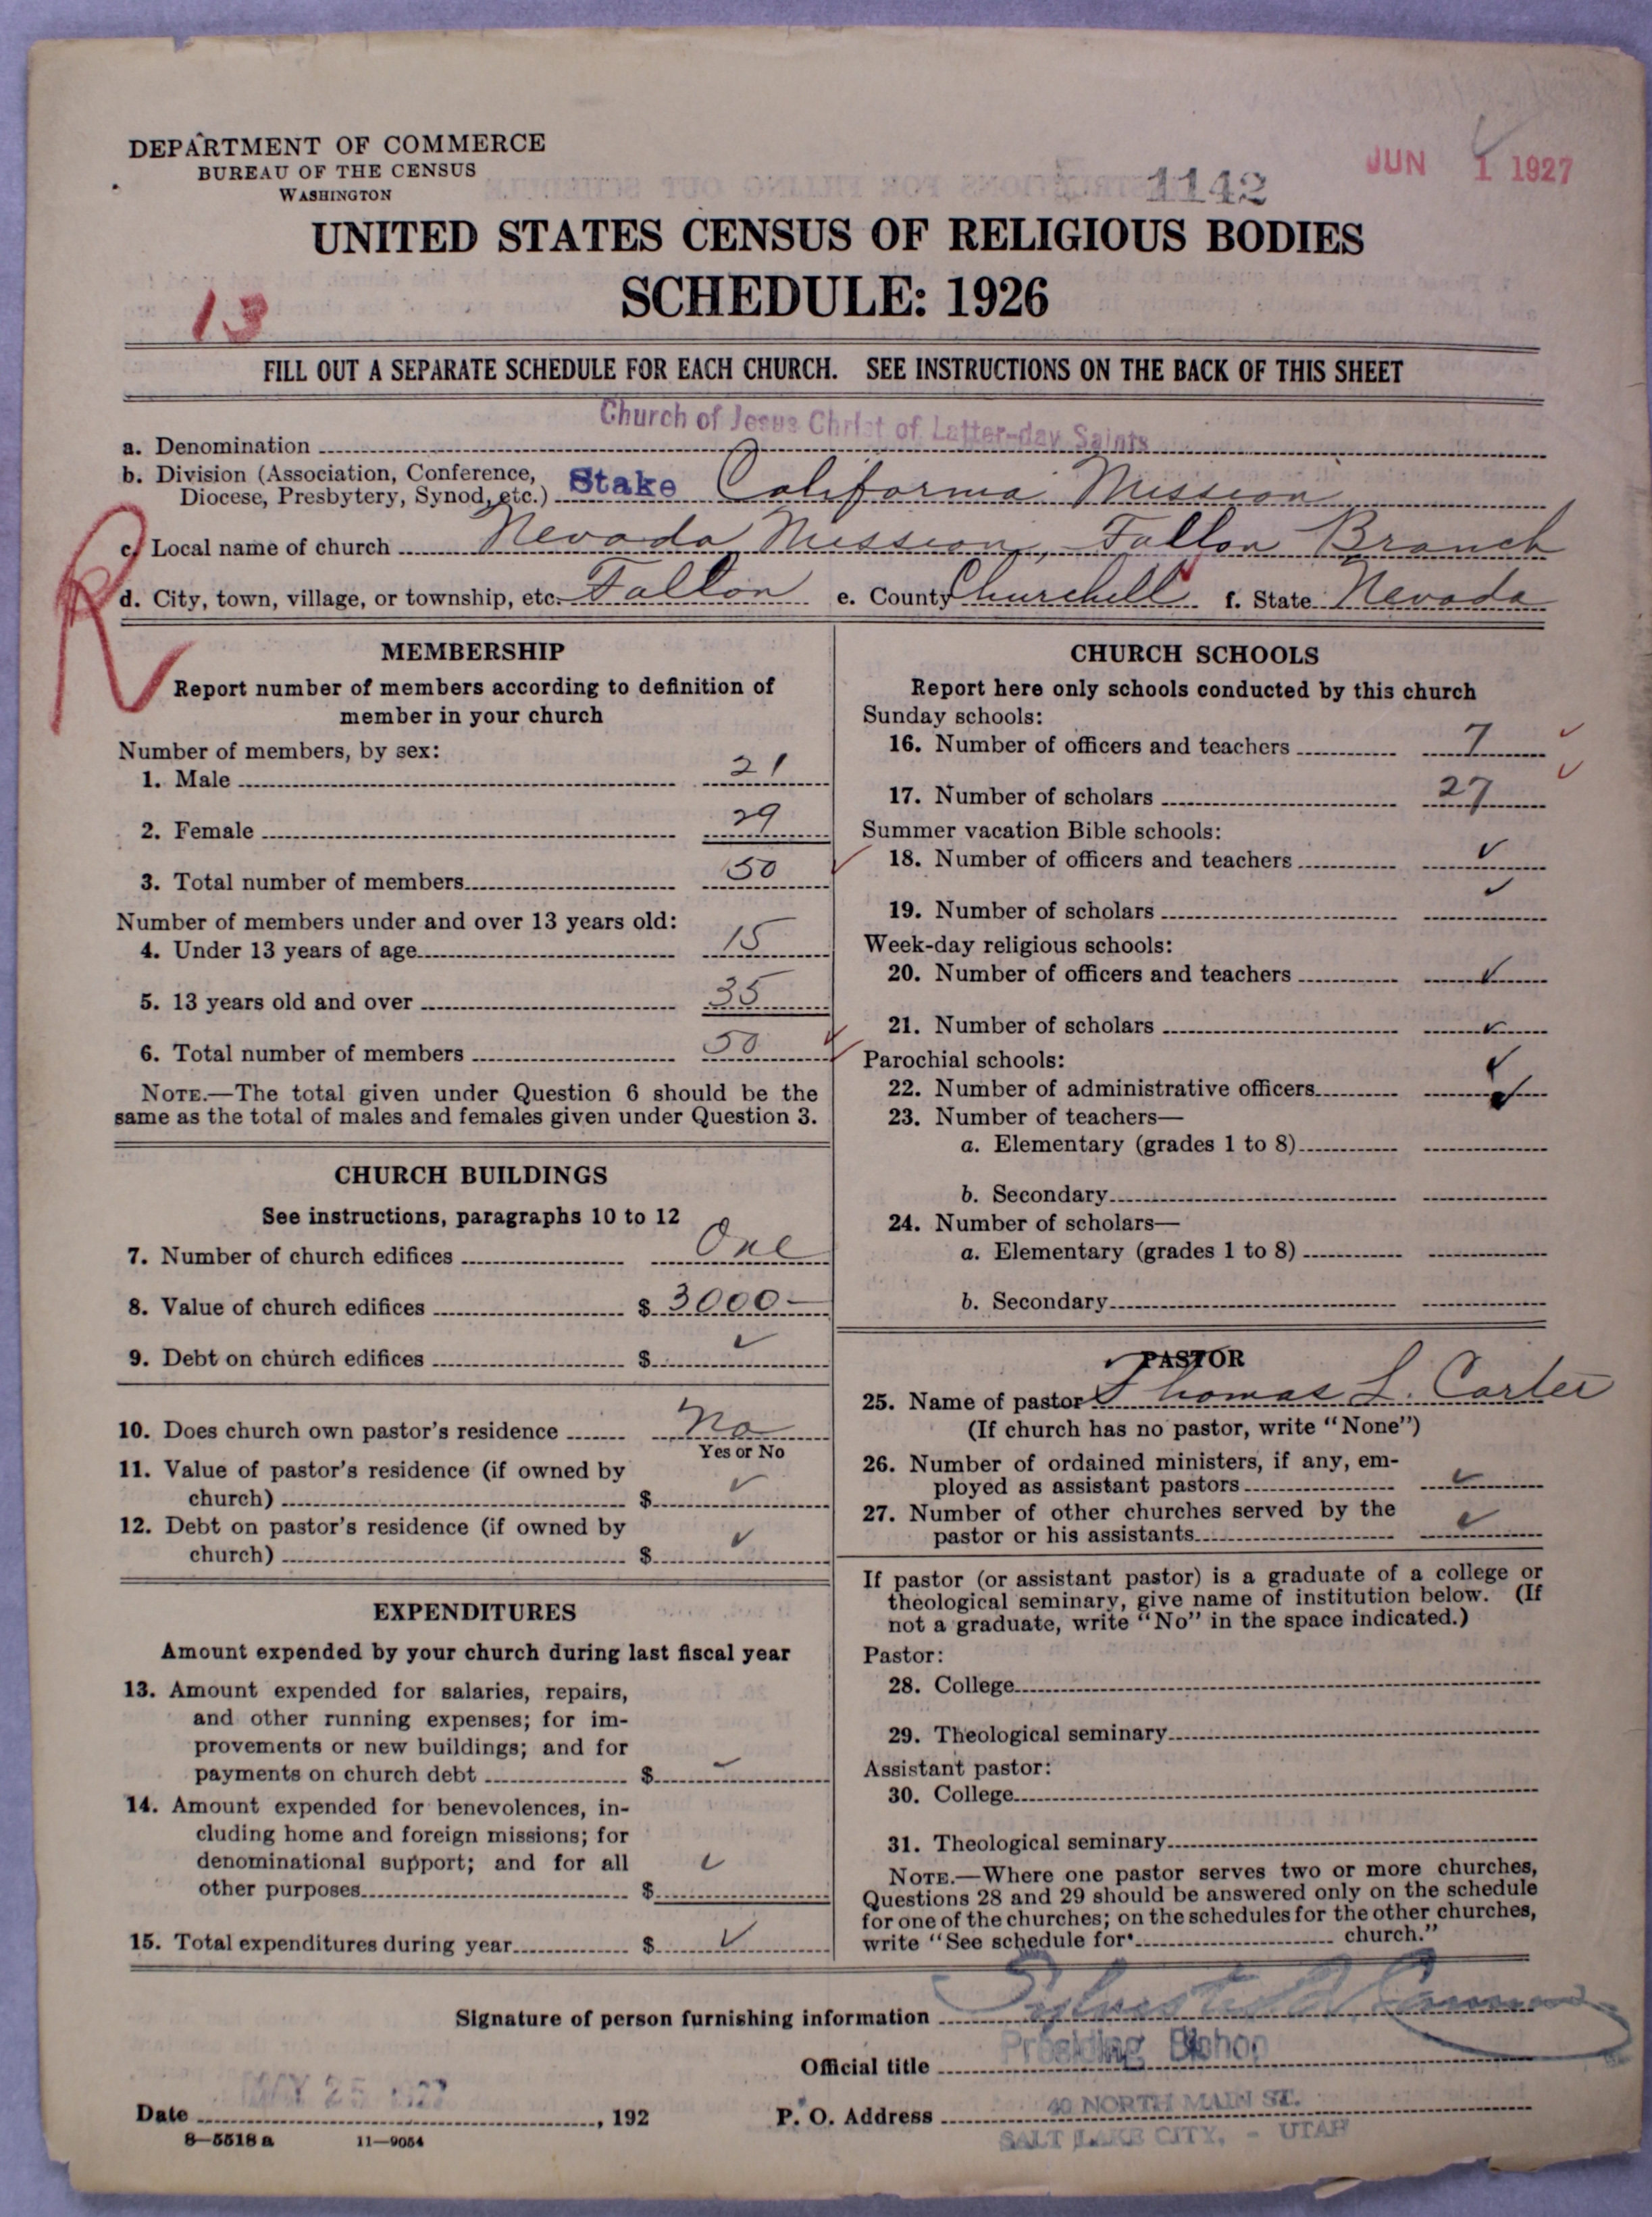 DEPARTMENT OF COMMERCE
BUREAU OF THE CENSUS
WASHINGTON
1142
JUN 1 1927
UNITED STATES CENSUS OF RELIGIOUS BODIES
SCHEDULE: 1926
13
FILL OUT A SEPARATE SCHEDULE FOR EACH CHURCH. SEE INSTRUCTIONS ON THE BACK OF THIS SHEET
Church of Jesus Christ of Latter-day Saints
a. Denomination
b. Division (Association, Conference,
Diocese, Presbytery, Synod, etc.) Stake California Mission
c. Local name of church Nevada Mission, Fallon Branch
d. City, town, village, or township, etc. Fallon e. County Churchill f. State Nevada
R
MEMBERSHIP
Report number of members according to definition of
member in your church
Number of members, by sex:
1. Male 21
2. Female 29
3. Total number of members 50
Number of members under and over 13 years old:
4. Under 13 years of age 15
5. 13 years old and over 35
6. Total number of members 50
NOTE.—The total given under Question 6 should be the
same as the total of males and females given under Question 3.
CHURCH BUILDINGS
See instructions, paragraphs 10 to 12
7. Number of church edifices One
8. Value of church edifices $ 3000—
9. Debt on church edifices $ ✓
10. Does church own pastor's residence No
Yes or No
11. Value of pastor's residence (if owned by
church) $ ✓
12. Debt on pastor's residence (if owned by
church) $ ✓
EXPENDITURES
Amount expended by your church during last fiscal year
13. Amount expended for salaries, repairs,
and other running expenses; for im-
provements or new buildings; and for
payments on church debt $ ✓
14. Amount expended for benevolences, in-
cluding home and foreign missions; for
denominational support; and for all
other purposes $ ✓
15. Total expenditures during year $ ✓
CHURCH SCHOOLS
Report here only schools conducted by this church
Sunday schools:
16. Number of officers and teachers 7 ✓
17. Number of scholars 27 ✓
Summer vacation Bible schools:
18. Number of officers and teachers ✓
19. Number of scholars ✓
Week-day religious schools:
20. Number of officers and teachers ✓
21. Number of scholars ✓
Parochial schools:
22. Number of administrative officers ✓
23. Number of teachers—
a. Elementary (grades 1 to 8)
b. Secondary
24. Number of scholars—
a. Elementary (grades 1 to 8)
b. Secondary
PASTOR
25. Name of pastor Thomas L. Carter
(If church has no pastor, write "None")
26. Number of ordained ministers, if any, em-
ployed as assistant pastors ✓
27. Number of other churches served by the
pastor or his assistants ✓
If pastor (or assistant pastor) is a graduate of a college or
theological seminary, give name of institution below. (If
not a graduate, write "No" in the space indicated.)
Pastor:
28. College
29. Theological seminary
Assistant pastor:
30. College
31. Theological seminary
NOTE.—Where one pastor serves two or more churches,
Questions 28 and 29 should be answered only on the schedule
for one of the churches; on the schedules for the other churches,
write "See schedule for church."
Signature of person furnishing information
Official title Presiding Bishop
Date MAY 25 1927, 192
P. O. Address 40 NORTH MAIN ST.
SALT LAKE CITY, - UTAH
8—5518 a 11—9054